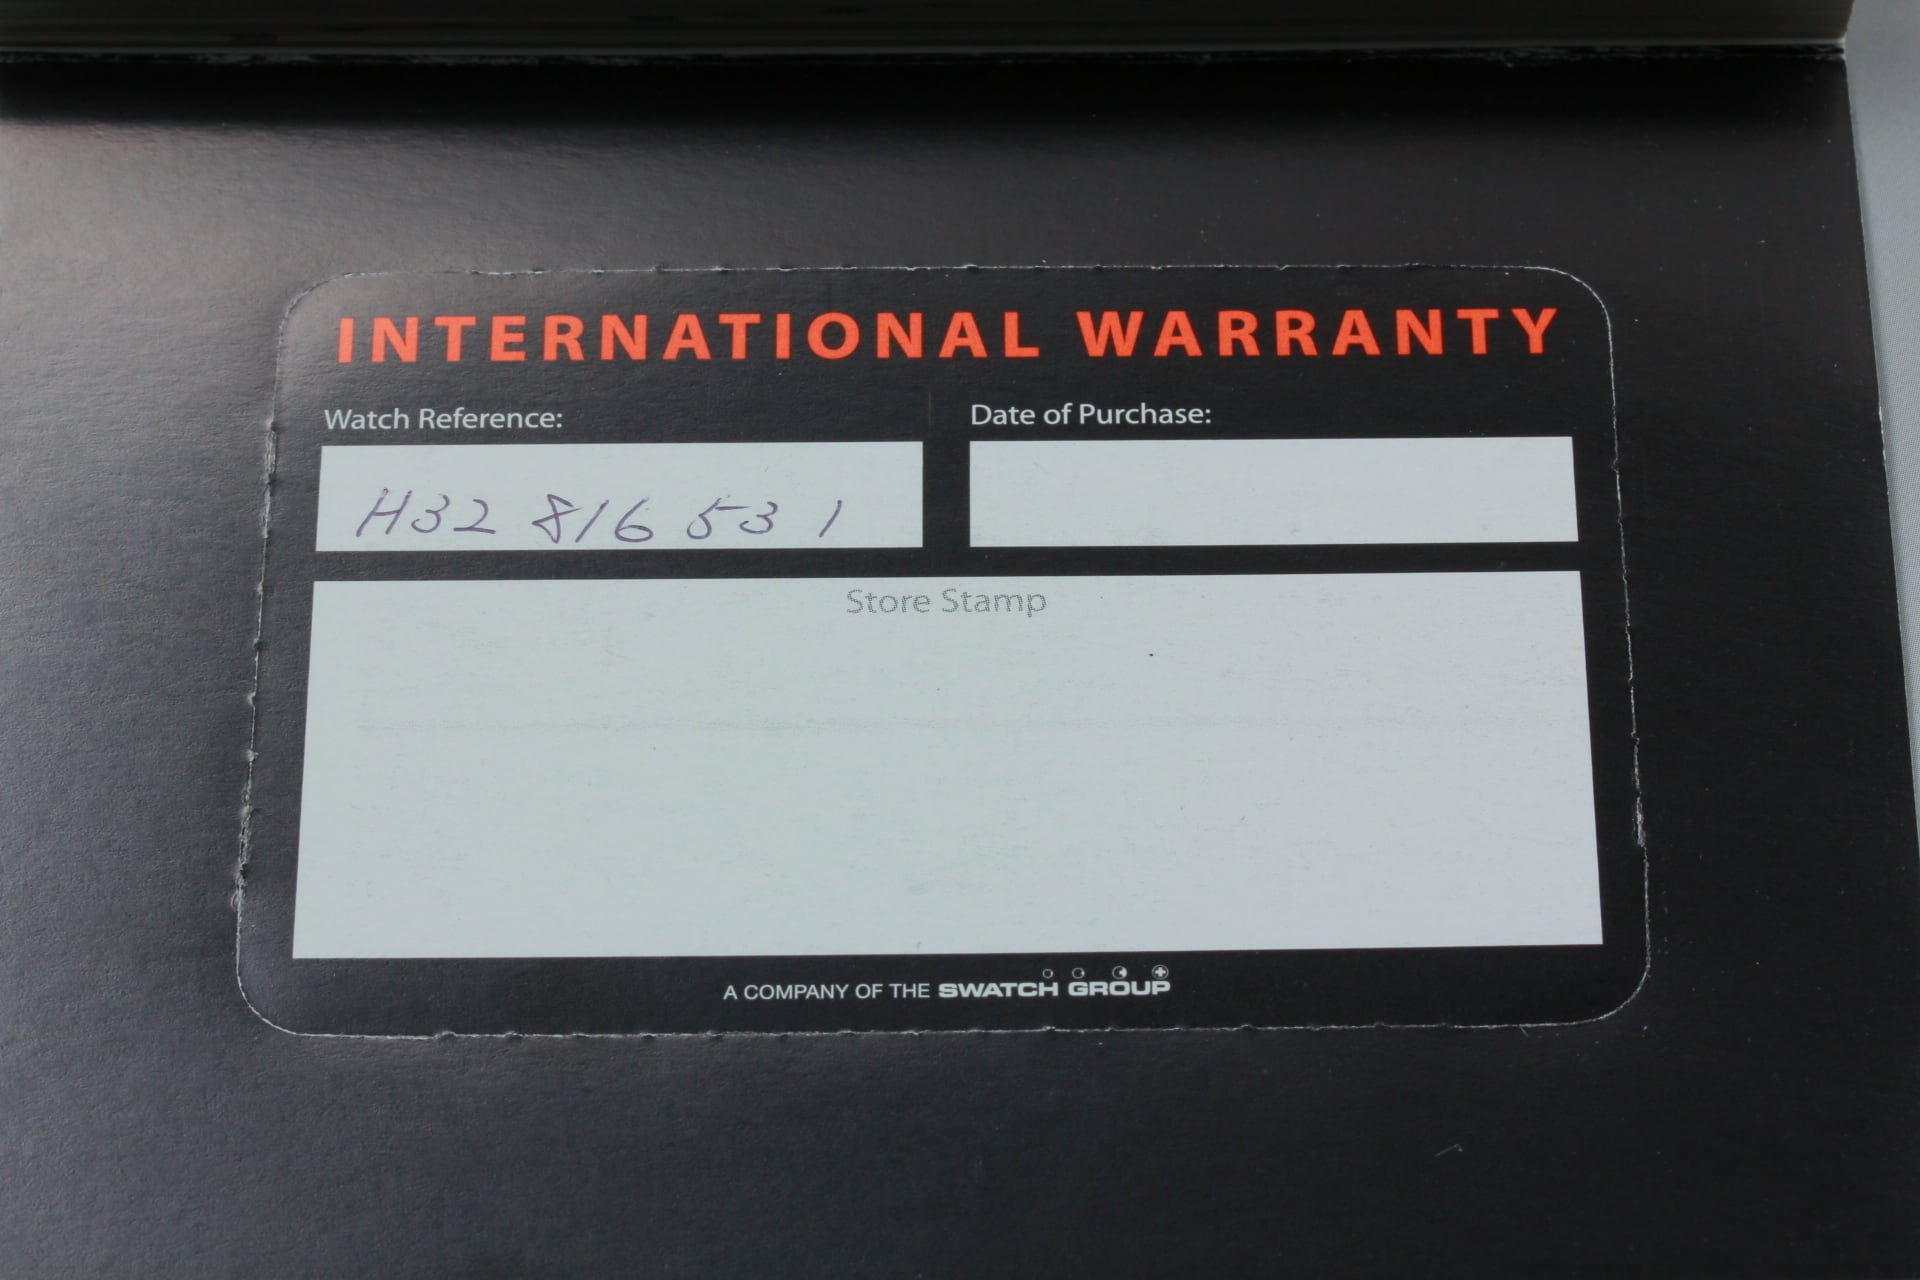 INTERNATIONAL WARRANTY
Watch Reference:
Date of Purchase:
H32 816 531
Store Stamp
A COMPANY OF THE SWATCH GROUP